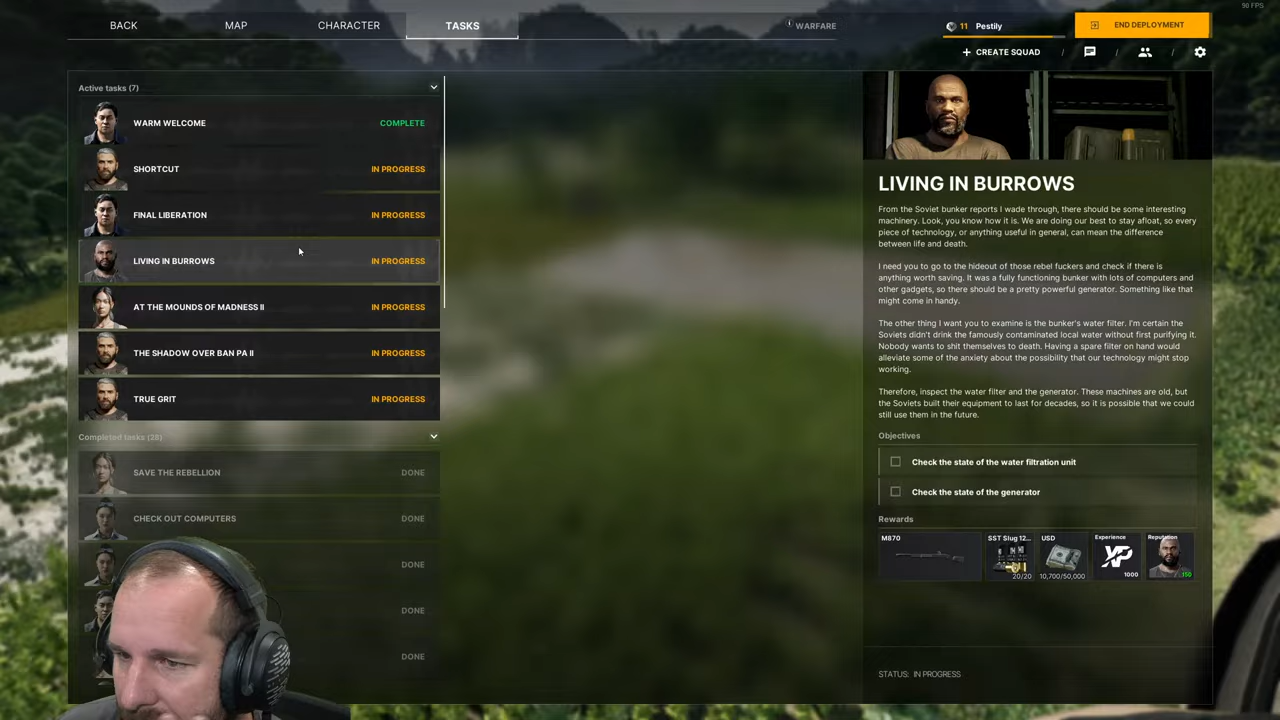 90 FPS
BACK
MAP
CHARACTER
TASKS
WARFARE
11 Pestily
END DEPLOYMENT
+ CREATE SQUAD
Active tasks (7)
WARM WELCOME COMPLETE
SHORTCUT IN PROGRESS
FINAL LIBERATION IN PROGRESS
LIVING IN BURROWS IN PROGRESS
AT THE MOUNDS OF MADNESS II IN PROGRESS
THE SHADOW OVER BAN PA II IN PROGRESS
TRUE GRIT IN PROGRESS
Completed tasks (28)
SAVE THE REBELLION DONE
CHECK OUT COMPUTERS DONE
DONE
DONE
DONE
LIVING IN BURROWS
From the Soviet bunker reports I wade through, there should be some interesting
machinery. Look, you know how it is. We are doing our best to stay afloat, so every
piece of technology, or anything useful in general, can mean the difference
between life and death.
I need you to go to the hideout of those rebel fuckers and check if there is
anything worth saving. It was a fully functioning bunker with lots of computers and
other gadgets, so there should be a pretty powerful generator. Something like that
might come in handy.
The other thing I want you to examine is the bunker's water filter. I'm certain the
Soviets didn't drink the famously contaminated local water without first purifying it.
Nobody wants to shit themselves to death. Having a spare filter on hand would
alleviate some of the anxiety about the possibility that our technology might stop
working.
Therefore, inspect the water filter and the generator. These machines are old, but
the Soviets built their equipment to last for decades, so it is possible that we could
still use them in the future.
Objectives
Check the state of the water filtration unit
Check the state of the generator
Rewards
M870
SST Slug 12...
20/20
USD
10,700/50,000
Experience
XP
1000
Reputation
150
STATUS: IN PROGRESS